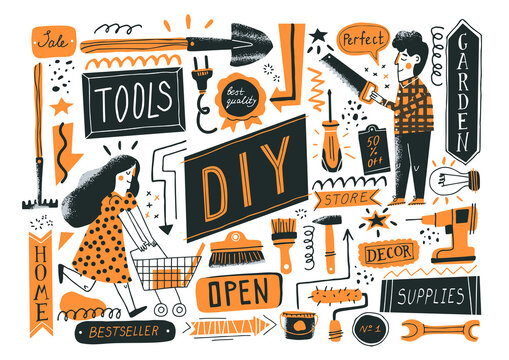 Sale
TOOLS
best
quality
Perfect
GARDEN
50
% off
DIY
STORE
HOME
DECOR
OPEN
SUPPLIES
BESTSELLER
Nº1